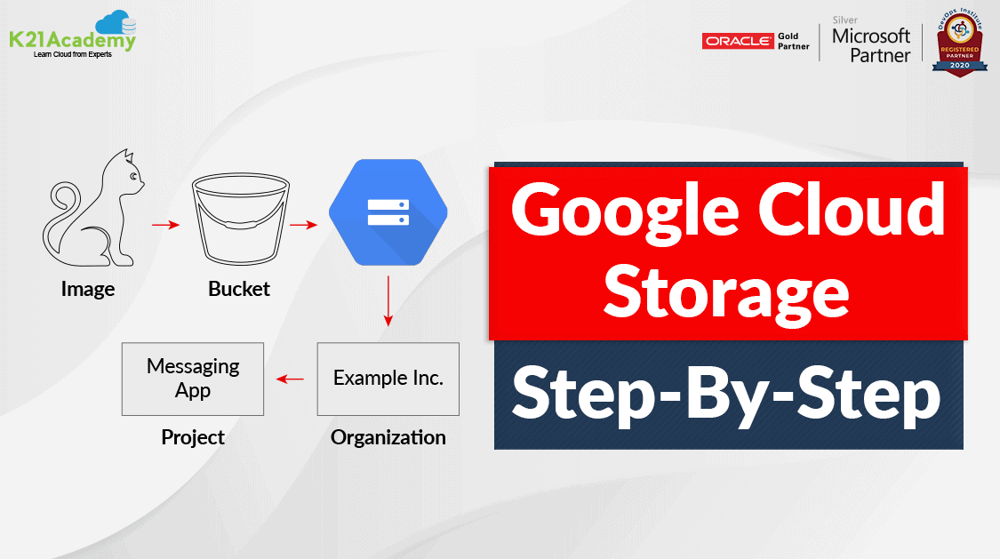 K21Academy
Learn Cloud from Experts
ORACLE
Gold
Partner
Silver
Microsoft
Partner
DevOps Institute
REGISTERED
PARTNER
2020
Image
Bucket
Messaging
App
Project
Example Inc.
Organization
Google Cloud
Storage
Step-By-Step